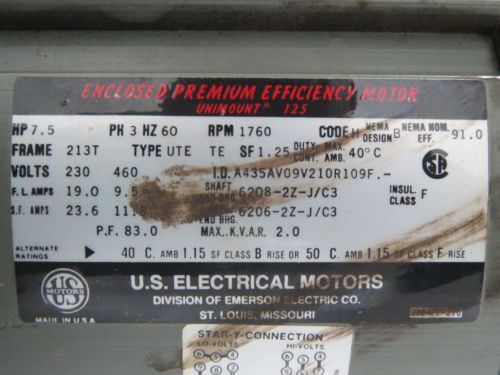 ENCLOSED PREMIUM EFFICIENCY MOTOR
UNIMOUNT® 125
HP 7.5 PH 3 HZ 60 RPM 1760 CODE H NEMA DESIGN B NEMA NOM. EFF. 91.0
FRAME 213T TYPE UTE TE SF 1.25 DUTY MAX. AMB. 40°C
VOLTS 230 460 I.D. A435AV09V210R109F.-
F.L. AMPS 19.0 9.5 SHAFT END BRG. 6208-2Z-J/C3 INSUL. CLASS F
S.F. AMPS 23.6 END BRG. 6206-2Z-J/C3
P.F. 83.0 MAX. K.V.A.R. 2.0
ALTERNATE RATINGS ▶ 40 C. AMB 1.15 SF CLASS B RISE OR 50 C. AMB 1.15 SF CLASS F RISE
US MOTORS
U.S. ELECTRICAL MOTORS
DIVISION OF EMERSON ELECTRIC CO.
MADE IN U.S.A
ST. LOUIS, MISSOURI
STAR-Y-CONNECTION
LO-VOLTS HI-VOLTS